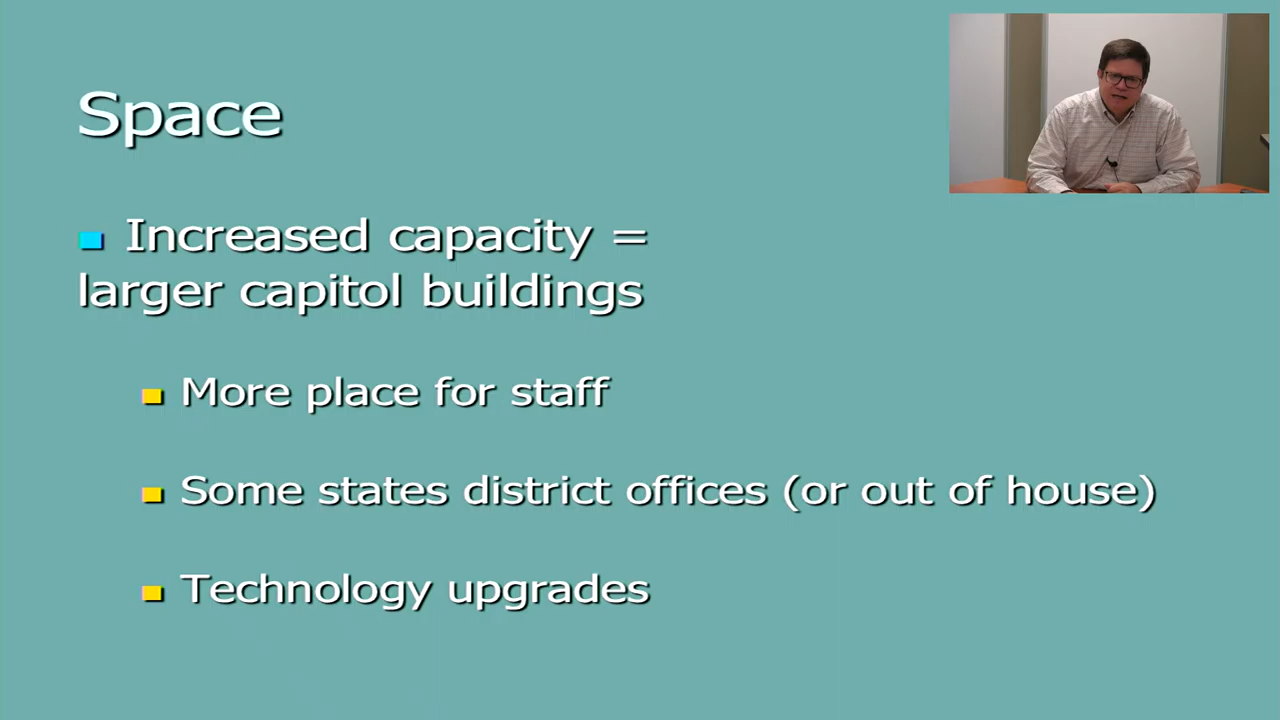 Space
Increased capacity =
larger capitol buildings
More place for staff
Some states district offices (or out of house)
Technology upgrades